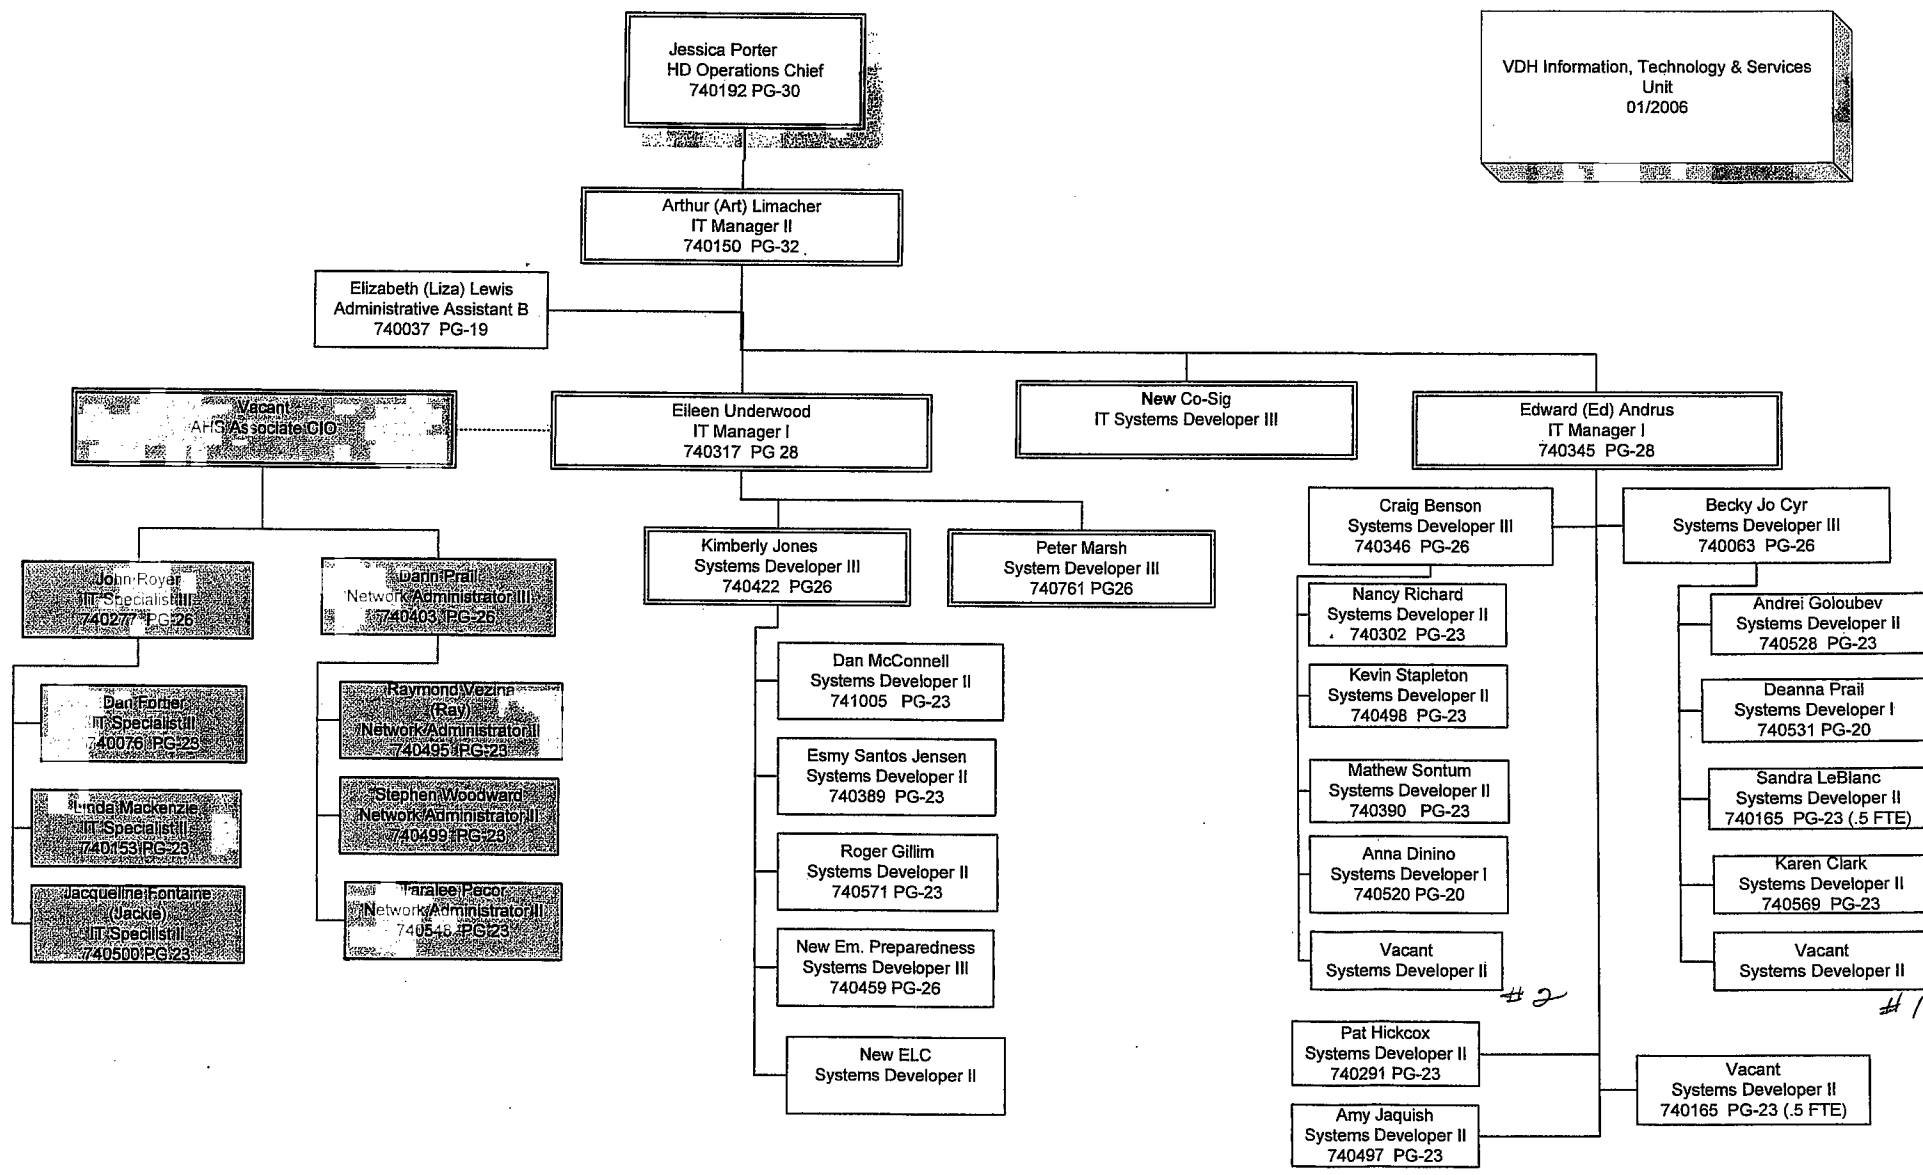 Jessica Porter
HD Operations Chief
740192 PG-30
VDH Information, Technology & Services
Unit
01/2006
Arthur (Art) Limacher
IT Manager II
740150 PG-32
Elizabeth (Liza) Lewis
Administrative Assistant B
740037 PG-19
Vacant
AHS Associate CIO
Eileen Underwood
IT Manager I
740317 PG 28
New Co-Sig
IT Systems Developer III
Edward (Ed) Andrus
IT Manager I
740345 PG-28
John Royer
IT Specialist III
740277 PG-26
Dan Fortier
IT Specialist II
740076 PG-23
Linda Mackenzie
IT Specialist II
740153 PG-23
Jacqueline Fontaine
(Jackie)
IT Specilist II
740500 PG-23
Darin Prail
Network Administrator III
740403 PG-26
Raymond Vezina
(Ray)
Network Administrator II
740495 PG-23
Stephen Woodward
Network Administrator II
740499 PG-23
Taralee Pecor
Network Administrator II
740548 PG-23
Kimberly Jones
Systems Developer III
740422 PG26
Peter Marsh
System Developer III
740761 PG26
Dan McConnell
Systems Developer II
741005 PG-23
Esmy Santos Jensen
Systems Developer II
740389 PG-23
Roger Gillim
Systems Developer II
740571 PG-23
New Em. Preparedness
Systems Developer III
740459 PG-26
New ELC
Systems Developer II
Craig Benson
Systems Developer III
740346 PG-26
Nancy Richard
Systems Developer II
740302 PG-23
Kevin Stapleton
Systems Developer II
740498 PG-23
Mathew Sontum
Systems Developer II
740390 PG-23
Anna Dinino
Systems Developer I
740520 PG-20
Vacant
Systems Developer II
#2
Becky Jo Cyr
Systems Developer III
740063 PG-26
Andrei Goloubev
Systems Developer II
740528 PG-23
Deanna Prail
Systems Developer I
740531 PG-20
Sandra LeBlanc
Systems Developer II
740165 PG-23 (.5 FTE)
Karen Clark
Systems Developer II
740569 PG-23
Vacant
Systems Developer II
#1
Pat Hickcox
Systems Developer II
740291 PG-23
Vacant
Systems Developer II
740165 PG-23 (.5 FTE)
Amy Jaquish
Systems Developer II
740497 PG-23